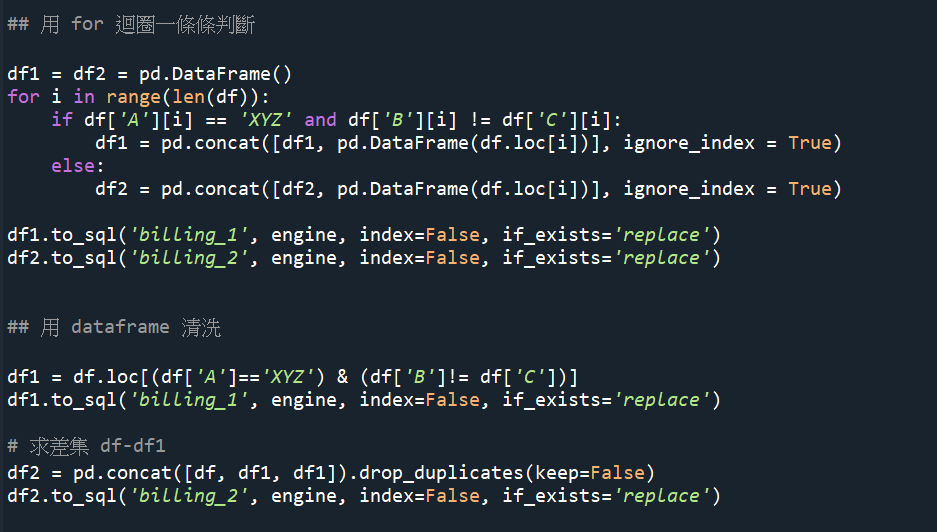 ## 用 for 迴圈一條條判斷
df1 = df2 = pd.DataFrame()
for i in range(len(df)):
    if df['A'][i] == 'XYZ' and df['B'][i] != df['C'][i]:
        df1 = pd.concat([df1, pd.DataFrame(df.loc[i])], ignore_index = True)
    else:
        df2 = pd.concat([df2, pd.DataFrame(df.loc[i])], ignore_index = True)
df1.to_sql('billing_1', engine, index=False, if_exists='replace')
df2.to_sql('billing_2', engine, index=False, if_exists='replace')
## 用 dataframe 清洗
df1 = df.loc[(df['A']=='XYZ') & (df['B']!= df['C'])]
df1.to_sql('billing_1', engine, index=False, if_exists='replace')
# 求差集 df-df1
df2 = pd.concat([df, df1, df1]).drop_duplicates(keep=False)
df2.to_sql('billing_2', engine, index=False, if_exists='replace')